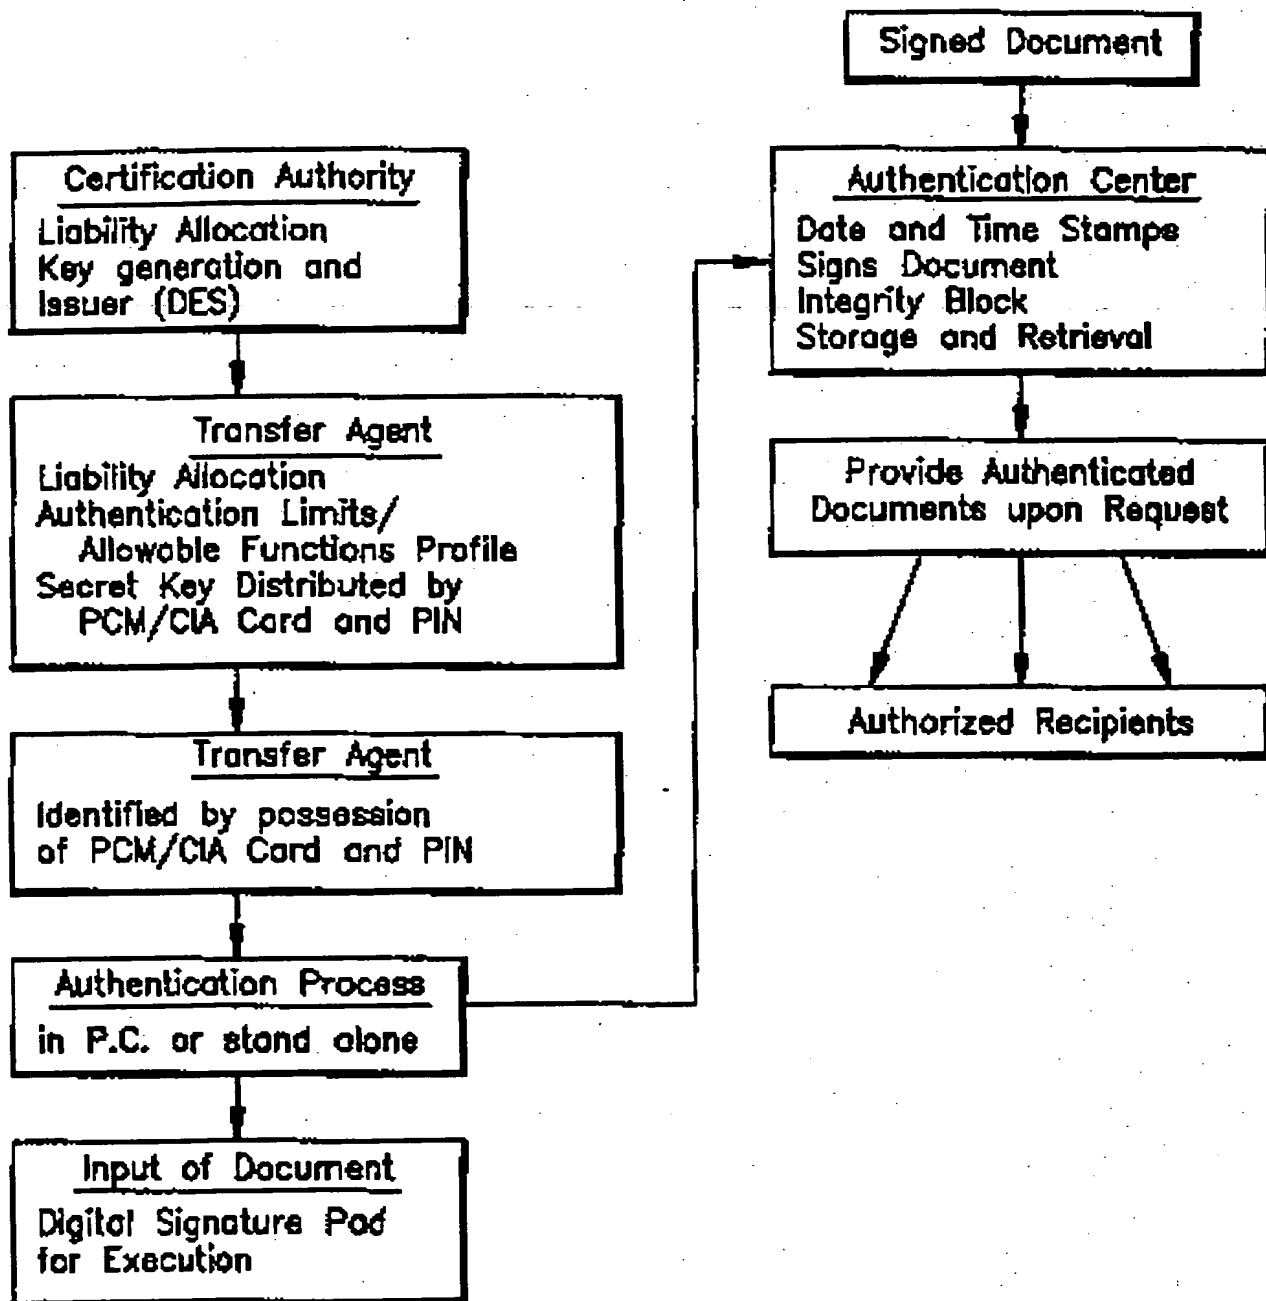 Certification Authority
Liability Allocation
Key generation and
Issuer (DES)
Transfer Agent
Liability Allocation
Authentication Limits/
Allowable Functions Profile
Secret Key Distributed by
PCM/CIA Card and PIN
Transfer Agent
Identified by possession
of PCM/CIA Card and PIN
Authentication Process
in P.C. or stand alone
Input of Document
Digital Signature Pad
for Execution
Signed Document
Authentication Center
Date and Time Stamps
Signs Document
Integrity Block
Storage and Retrieval
Provide Authenticated
Documents upon Request
Authorized Recipients